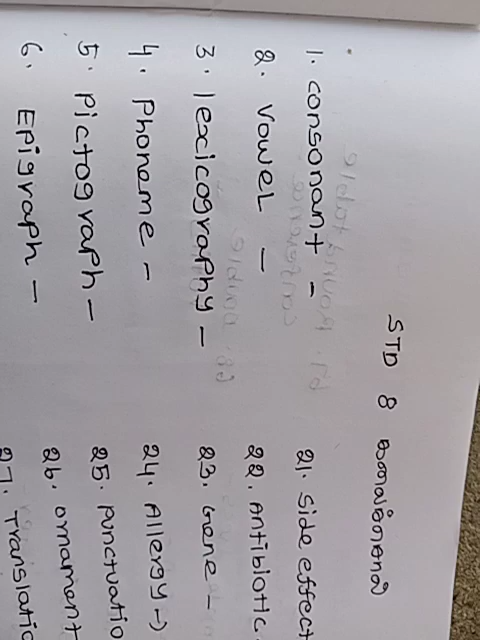 STD 8
1. consonant -
2. Vowel -
3. lexicography -
4. Phoneme -
5. Pictograph -
6. Epigraph -
21. Side effect
22. Antibiotic
23. Gene -
24. Allergy →
25. punctuatio
26. ornament
27. Translatio